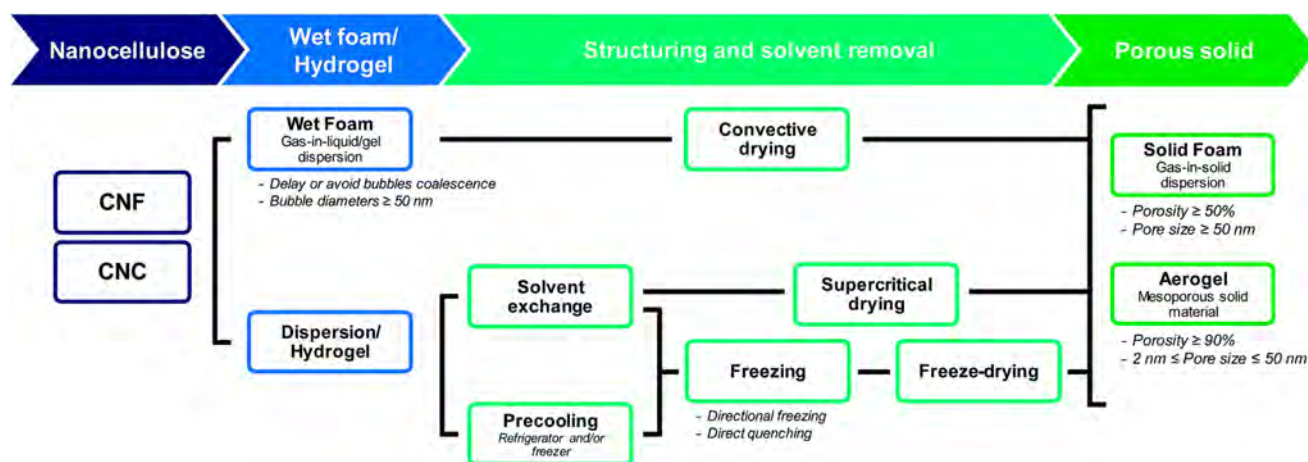 Nanocellulose
Wet foam/
Hydrogel
Structuring and solvent removal
Porous solid
Wet Foam
Gas-in-liquid/gel
dispersion
- Delay or avoid bubbles coalescence
- Bubble diameters ≥ 50 nm
Convective
drying
Solid Foam
Gas-in-solid
dispersion
- Porosity ≥ 50%
- Pore size ≥ 50 nm
CNF
CNC
Solvent
exchange
Supercritical
drying
Aerogel
Mesoporous solid
material
- Porosity ≥ 90%
- 2 nm ≤ Pore size ≤ 50 nm
Dispersion/
Hydrogel
Freezing
- Directional freezing
- Direct quenching
Freeze-drying
Precooling
Refrigerator and/or
freezer